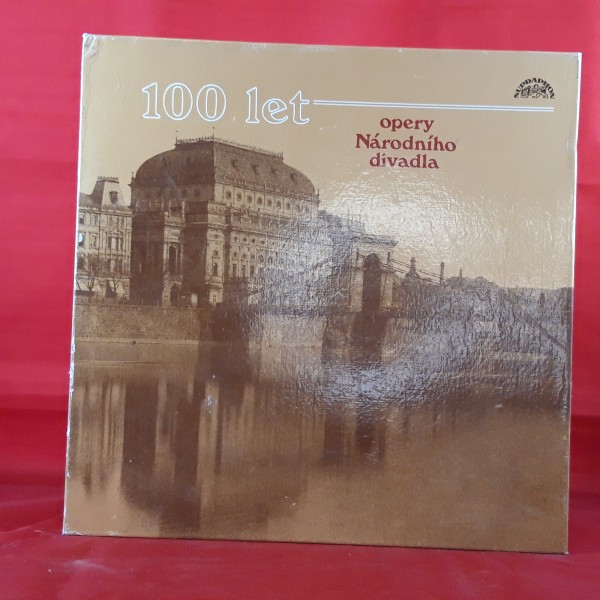 SUPRAPHON
100 let
opery
Národního
divadla